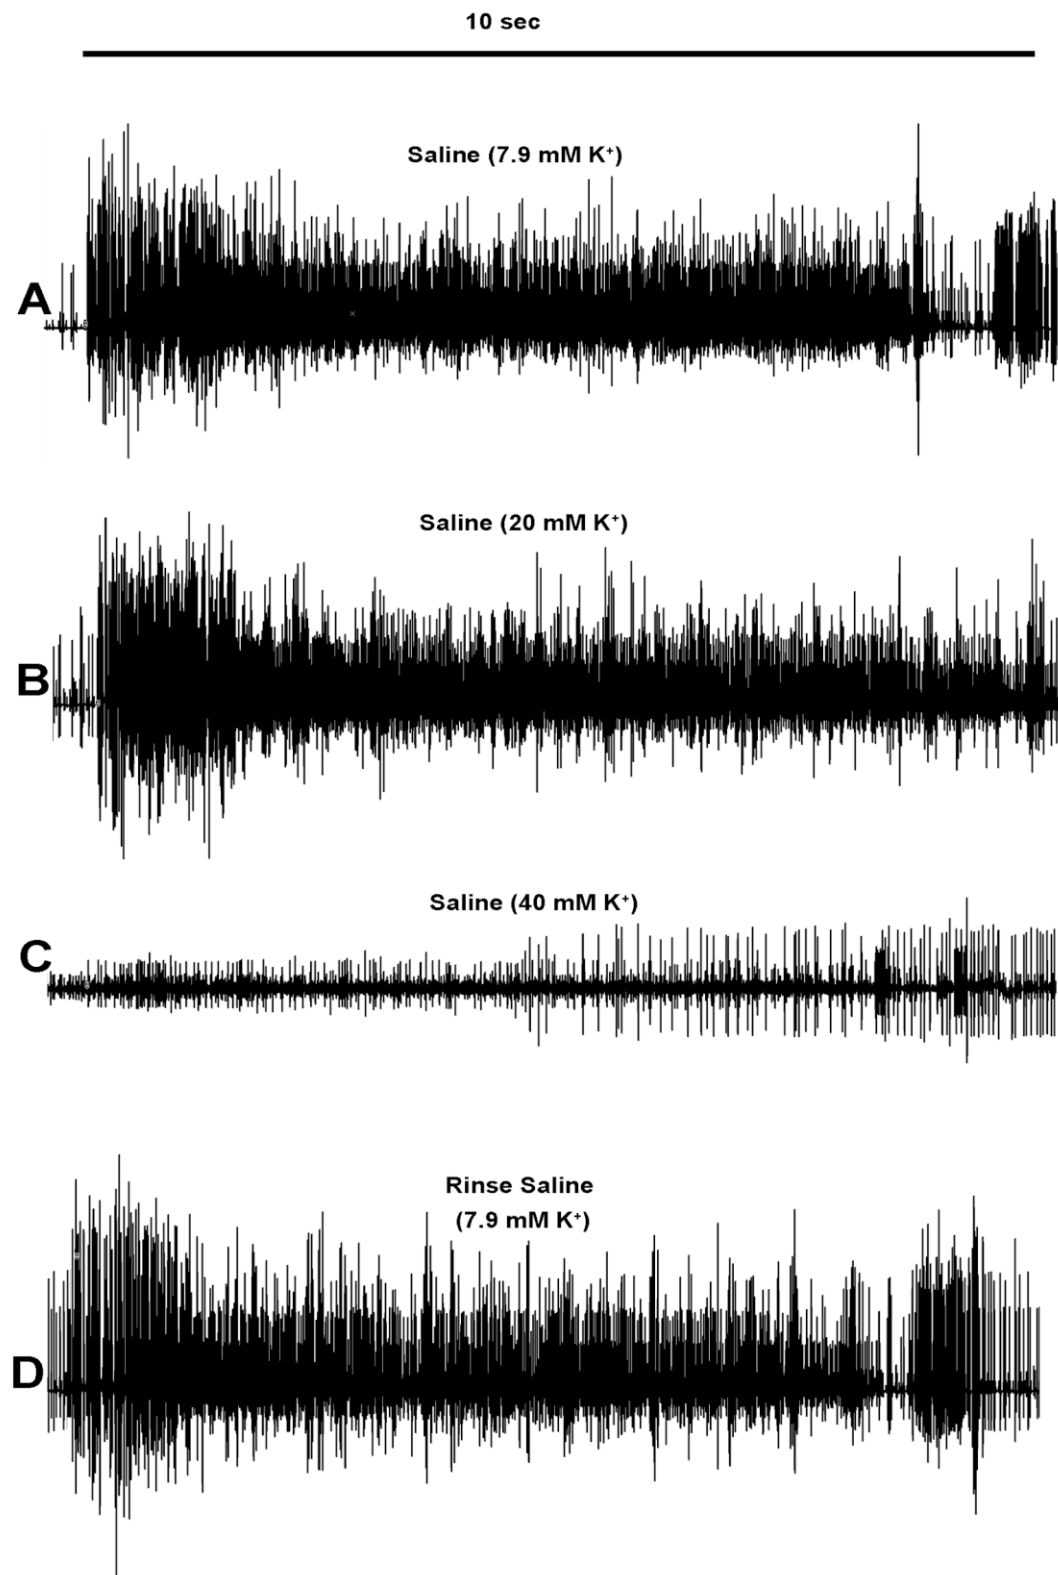 10 sec
Saline (7.9 mM K⁺)
A
Saline (20 mM K⁺)
B
Saline (40 mM K⁺)
C
Rinse Saline
(7.9 mM K⁺)
D